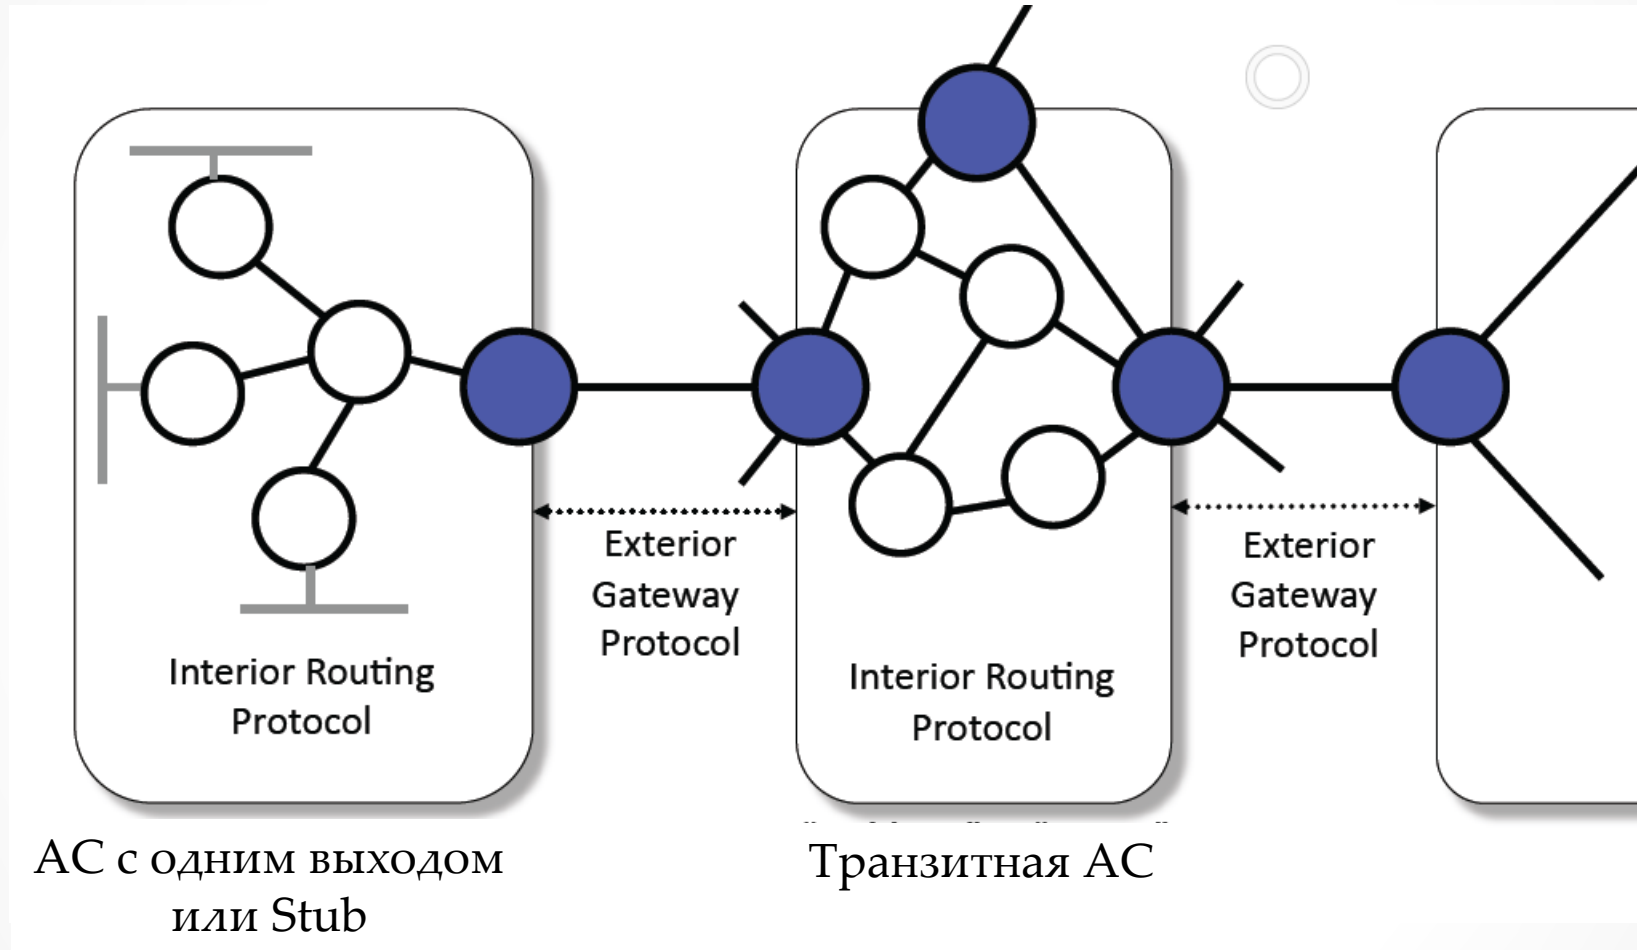 Exterior
Gateway
Protocol
Exterior
Gateway
Protocol
Interior Routing
Protocol
Interior Routing
Protocol
АС с одним выходом
или Stub
Транзитная АС